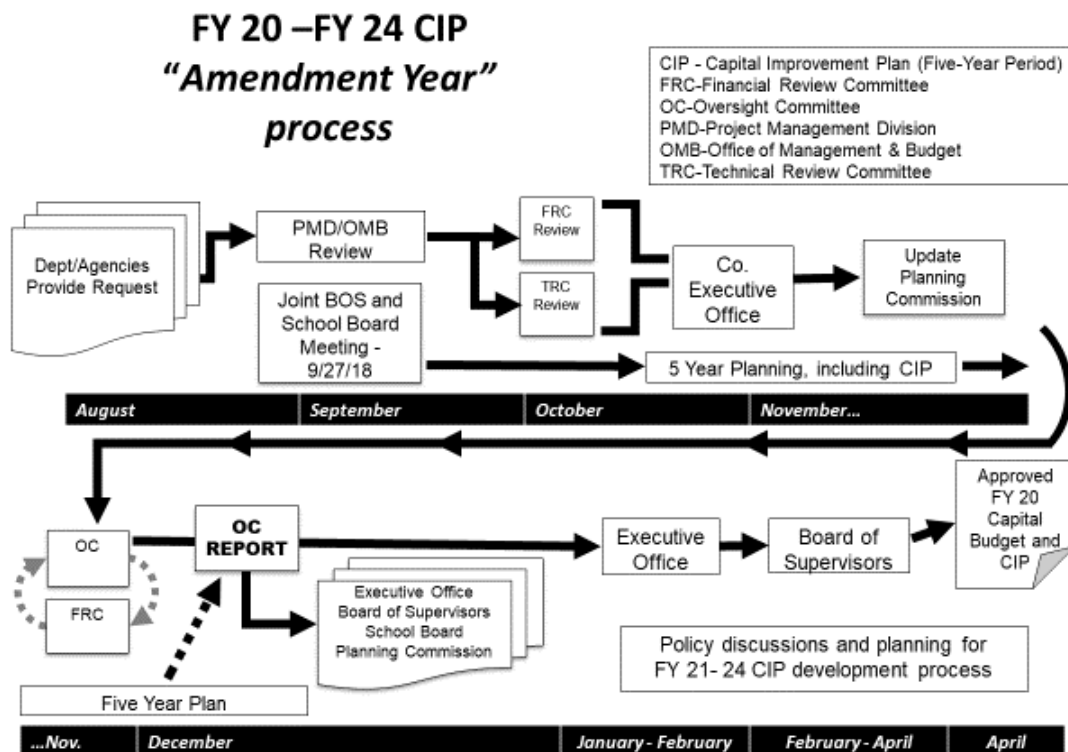 FY 20 –FY 24 CIP
“Amendment Year”
process
CIP - Capital Improvement Plan (Five-Year Period)
FRC-Financial Review Committee
OC-Oversight Committee
PMD-Project Management Division
OMB-Office of Management & Budget
TRC-Technical Review Committee
Dept/Agencies
Provide Request
PMD/OMB
Review
FRC
Review
TRC
Review
Co.
Executive
Office
Update
Planning
Commission
Joint BOS and
School Board
Meeting -
9/27/18
5 Year Planning, including CIP
August
September
October
November...
OC
FRC
OC
REPORT
Executive Office
Board of Supervisors
School Board
Planning Commission
Executive
Office
Board of
Supervisors
Approved
FY 20
Capital
Budget and
CIP
Five Year Plan
Policy discussions and planning for
FY 21- 24 CIP development process
...Nov.
December
January - February
February - April
April